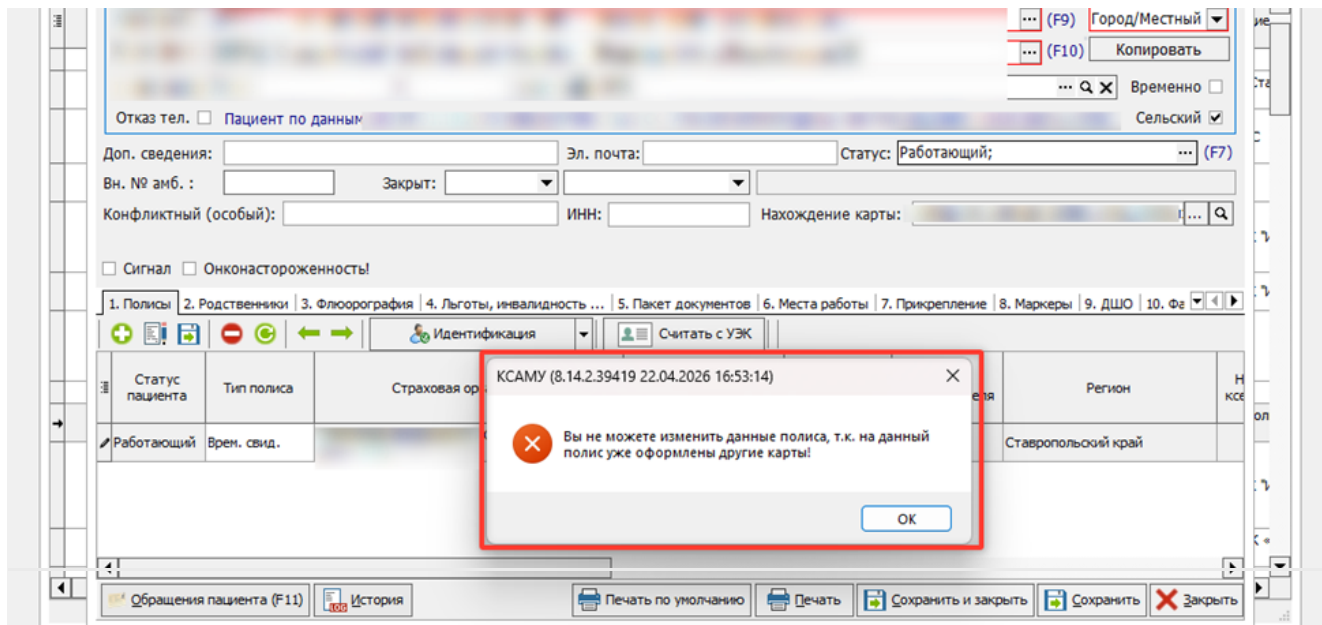 (F9) Город/Местный
(F10) Копировать
Временно
Отказ тел. Пациент по данным Сельский
Доп. сведения: Эл. почта: Статус: Работающий; ... (F7)
Вн. № амб. : Закрыт:
Конфликтный (особый): ИНН: Нахождение карты: ...
Сигнал Онконастороженность!
1. Полисы 2. Родственники 3. Флюорография 4. Льготы, инвалидность ... 5. Пакет документов 6. Места работы 7. Прикрепление 8. Маркеры 9. ДШО 10. Фа
Идентификация Считать с УЭК
Статус пациента Тип полиса Страховая орг Регион
КСАМУ (8.14.2.39419 22.04.2026 16:53:14)
Вы не можете изменить данные полиса, т.к. на данный
полис уже оформлены другие карты!
Работающий Врем. свид. Ставропольский край
ОК
Обращения пациента (F11) История Печать по умолчанию Печать Сохранить и закрыть Сохранить Закрыть